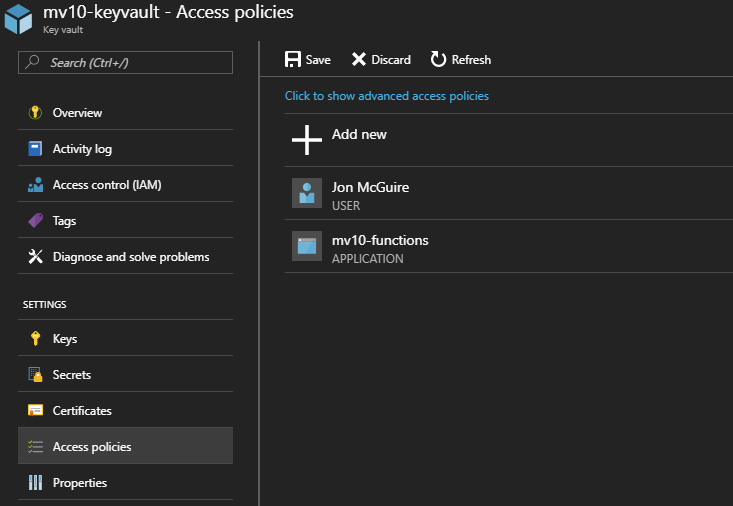 mv10-keyvault - Access policies
Key vault
Search (Ctrl+/)
Overview
Activity log
Access control (IAM)
Tags
Diagnose and solve problems
SETTINGS
Keys
Secrets
Certificates
Access policies
Properties
Save Discard Refresh
Click to show advanced access policies
Add new
Jon McGuire
USER
mv10-functions
APPLICATION